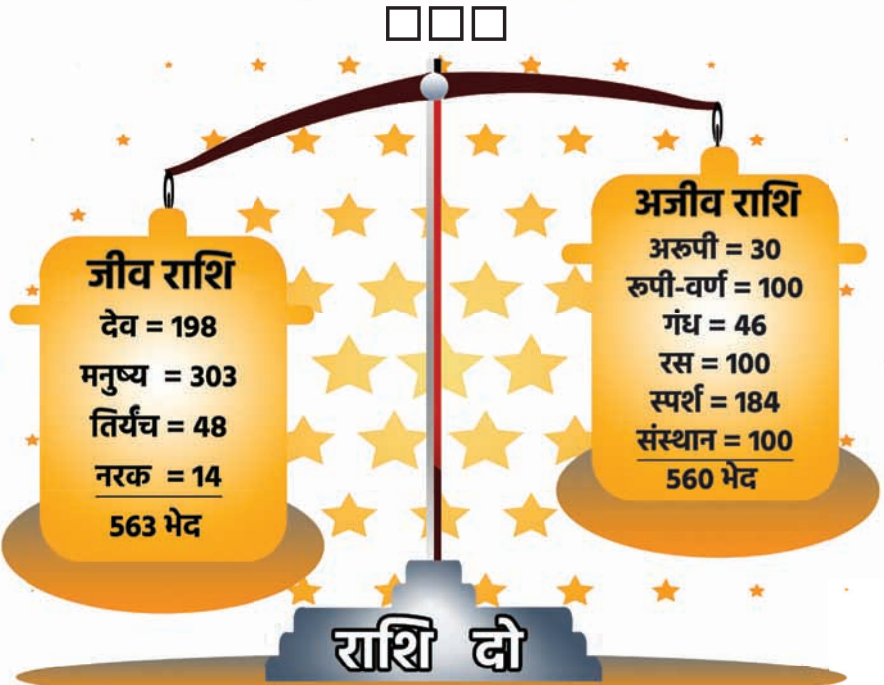 जीव राशि
देव = 198
मनुष्य = 303
तिर्यंच = 48
नरक = 14
563 भेद
अजीव राशि
अरूपी = 30
रूपी-वर्ण = 100
गंध = 46
रस = 100
स्पर्श = 184
संस्थान = 100
560 भेद
राशि दो